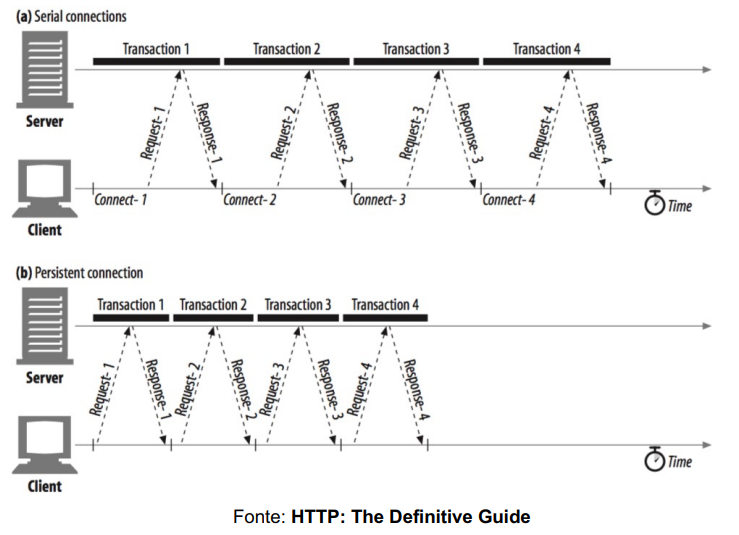 (a) Serial connections
Transaction 1 Transaction 2 Transaction 3 Transaction 4
Server
Request-1 Response-1 Request-2 Response-2 Request-3 Response-3 Request-4 Response-4
Connect-1 Connect-2 Connect-3 Connect-4 Time
Client
(b) Persistent connection
Transaction 1 Transaction 2 Transaction 3 Transaction 4
Server
Request-1 Response-1 Request-2 Response-2 Request-3 Response-3 Request-4 Response-4
Time
Client
Fonte: HTTP: The Definitive Guide